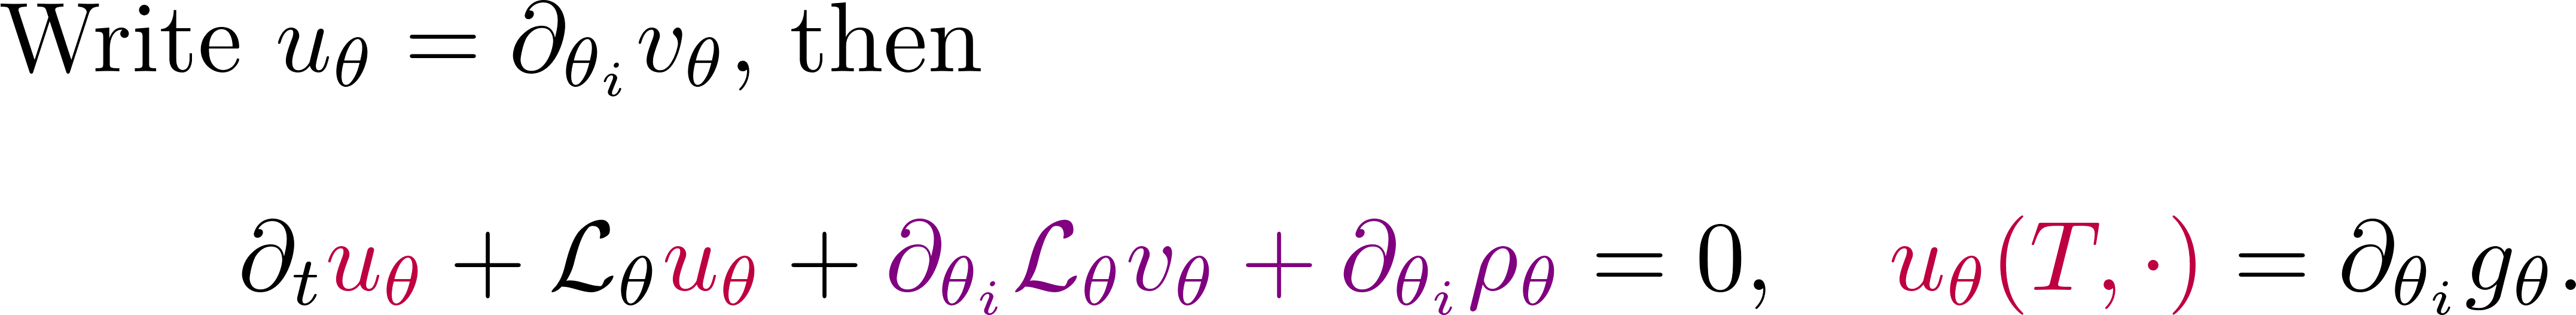 Write $u_\theta = \partial_{\theta_i} v_\theta$, then
$\partial_t u_\theta + \mathcal{L}_\theta u_\theta + \partial_{\theta_i} \mathcal{L}_\theta v_\theta + \partial_{\theta_i} \rho_\theta = 0, \quad u_\theta(T, \cdot) = \partial_{\theta_i} g_\theta.$